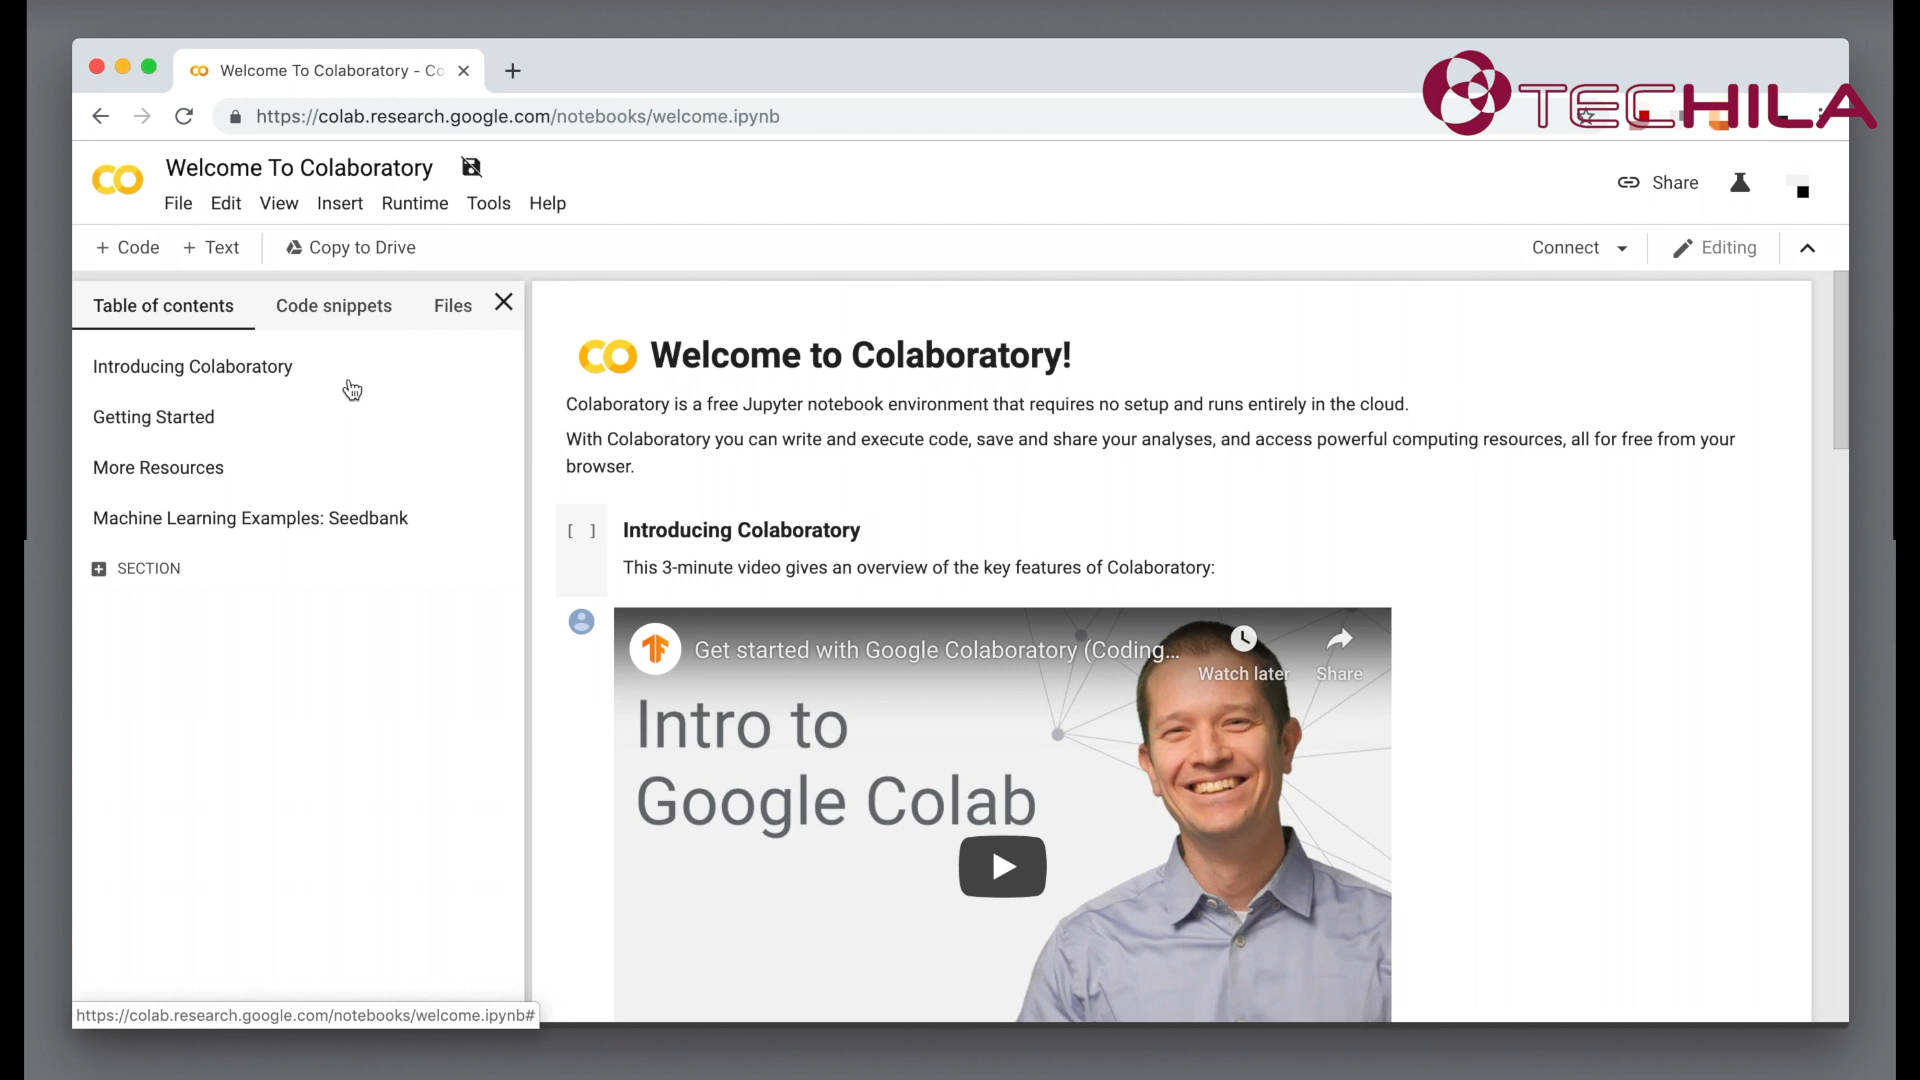 Welcome To Colaboratory - Co
TECHILA
https://colab.research.google.com/notebooks/welcome.ipynb
Welcome To Colaboratory
Share
File Edit View Insert Runtime Tools Help
+ Code + Text Copy to Drive
Connect Editing
Table of contents Code snippets Files
Introducing Colaboratory
Getting Started
More Resources
Machine Learning Examples: Seedbank
SECTION
Welcome to Colaboratory!
Colaboratory is a free Jupyter notebook environment that requires no setup and runs entirely in the cloud.
With Colaboratory you can write and execute code, save and share your analyses, and access powerful computing resources, all for free from your
browser.
[ ] Introducing Colaboratory
This 3-minute video gives an overview of the key features of Colaboratory:
Get started with Google Colaboratory (Coding...
Watch later Share
Intro to
Google Colab
https://colab.research.google.com/notebooks/welcome.ipynb#